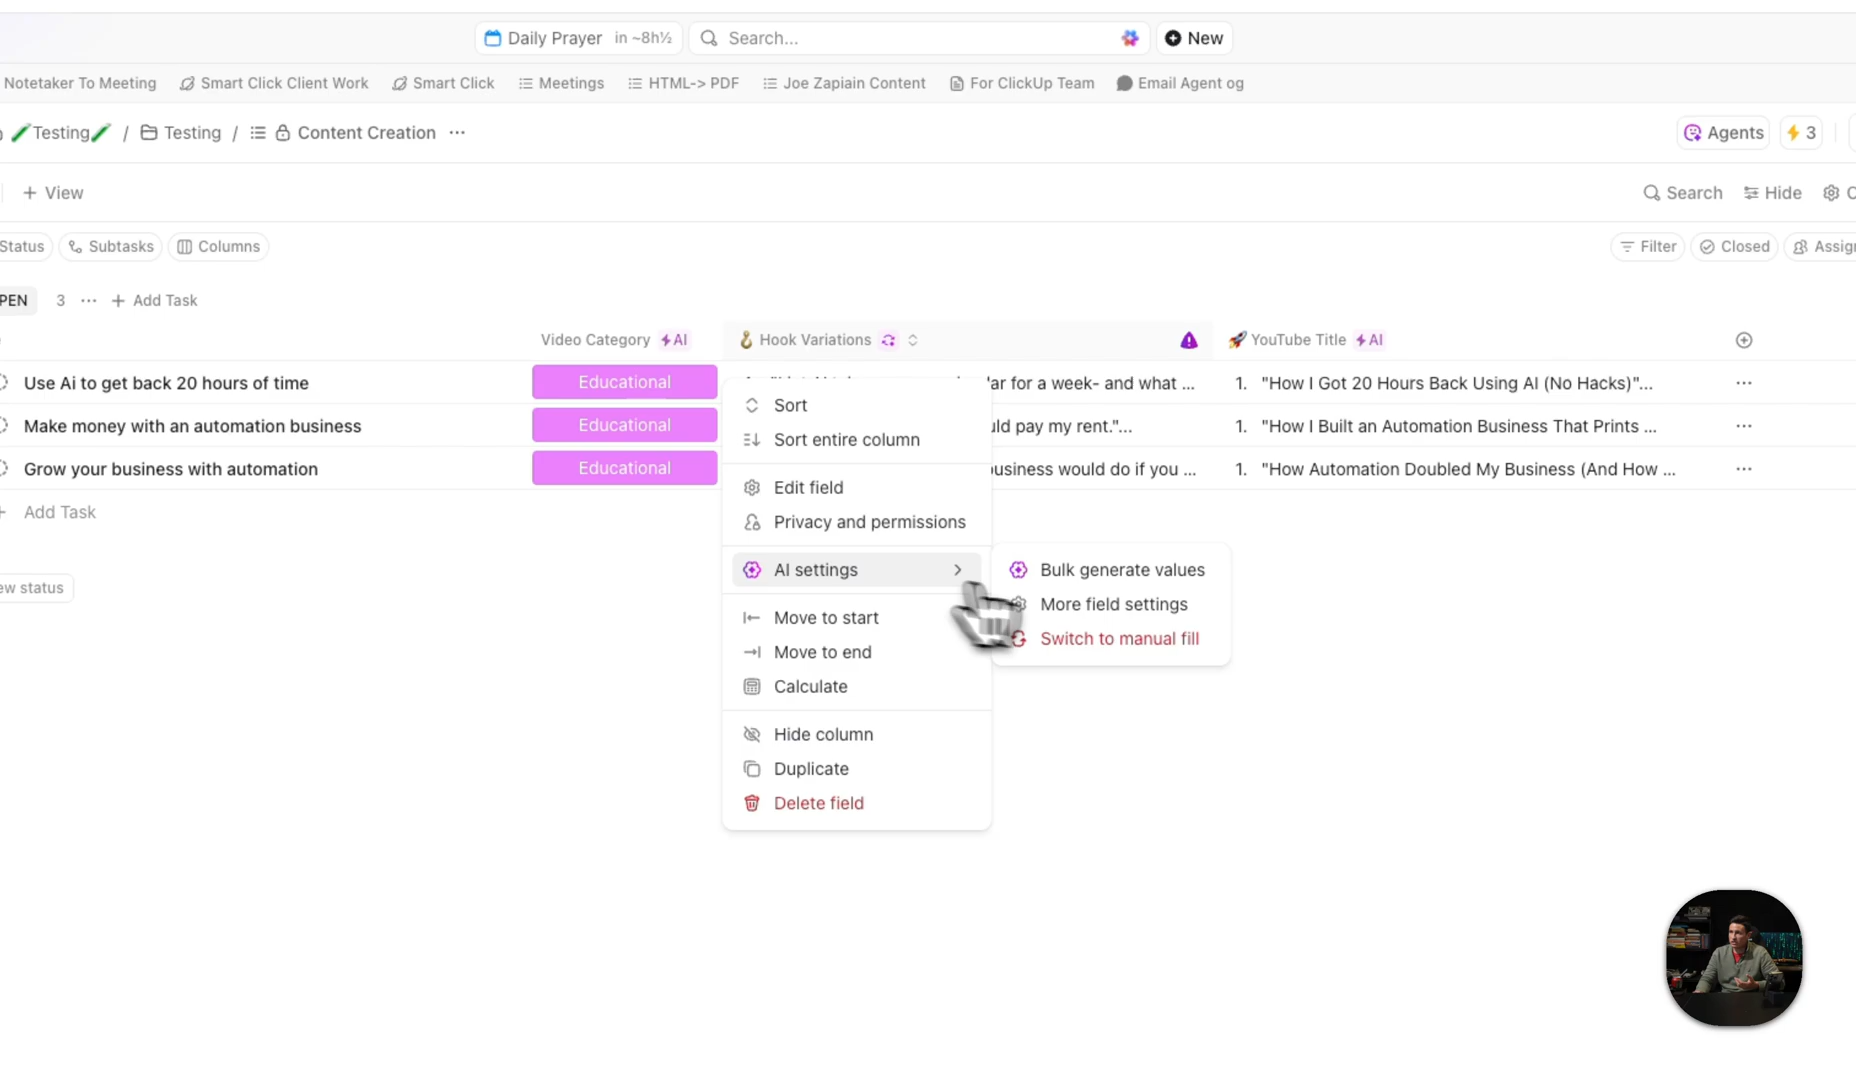 Daily Prayer in ~8h½ Search... New
Notetaker To Meeting Smart Click Client Work Smart Click Meetings HTML-> PDF Joe Zapiain Content For ClickUp Team Email Agent og
Testing / Testing / Content Creation ... Agents 3
+ View Search Hide
Status Subtasks Columns Filter Closed
3 ... + Add Task
Video Category AI Hook Variations YouTube Title AI
Use Ai to get back 20 hours of time Educational for a week- and what ... 1. "How I Got 20 Hours Back Using AI (No Hacks)"... ...
Make money with an automation business Educational pay my rent."... 1. "How I Built an Automation Business That Prints ... ...
Grow your business with automation Educational would do if you ... 1. "How Automation Doubled My Business (And How ... ...
Add Task
status
Sort
Sort entire column
Edit field
Privacy and permissions
AI settings
Move to start
Move to end
Calculate
Hide column
Duplicate
Delete field
Bulk generate values
More field settings
Switch to manual fill